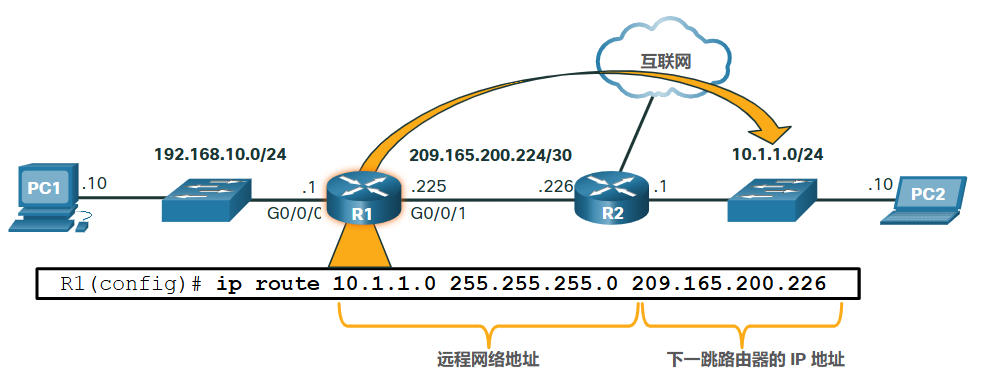 互联网
192.168.10.0/24
209.165.200.224/30
10.1.1.0/24
PC1
.10
.1
G0/0/0
R1
.225
G0/0/1
.226
R2
.1
.10
PC2
R1(config)# ip route 10.1.1.0 255.255.255.0 209.165.200.226
远程网络地址
下一跳路由器的 IP 地址